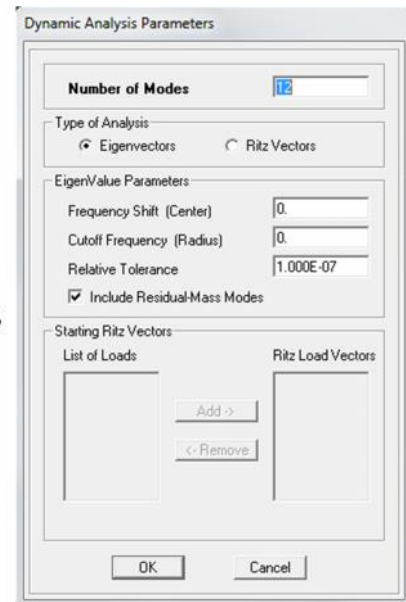 Dynamic Analysis Parameters
Number of Modes 12
Type of Analysis
Eigenvectors Ritz Vectors
EigenValue Parameters
Frequency Shift (Center) 0.
Cutoff Frequency (Radius) 0.
Relative Tolerance 1.000E-07
Include Residual-Mass Modes
Starting Ritz Vectors
List of Loads Ritz Load Vectors
Add ->
<- Remove
OK Cancel